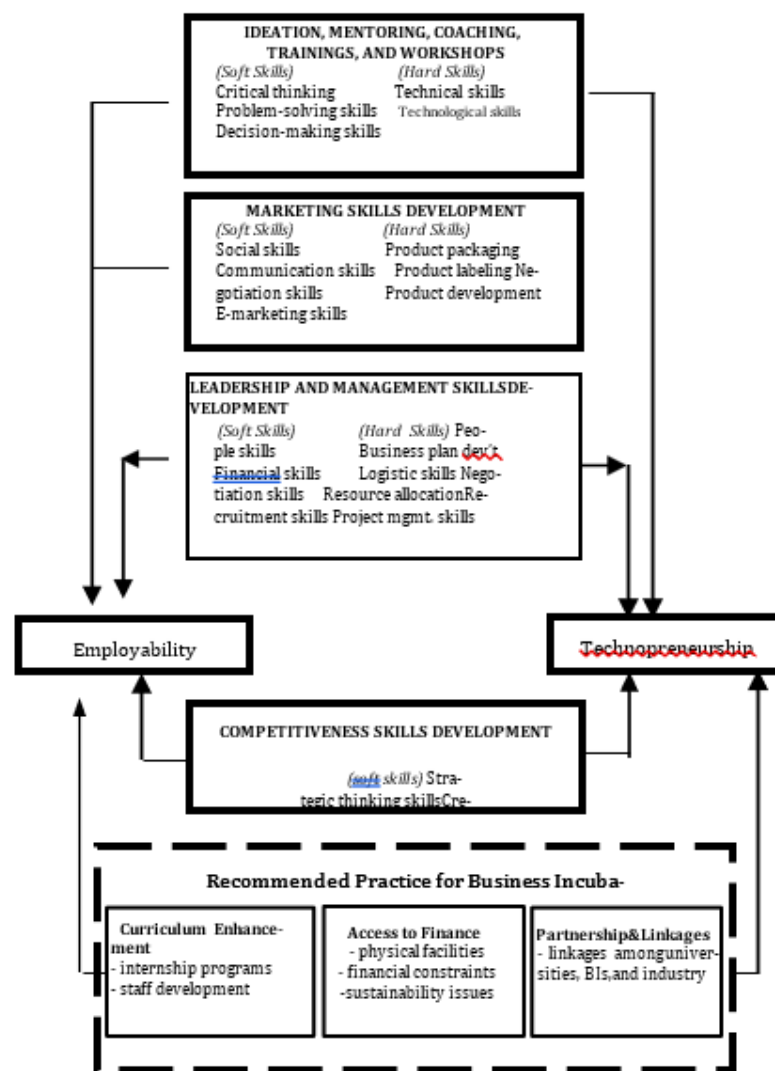 IDEATION, MENTORING, COACHING,
TRAININGS, AND WORKSHOPS
(Soft Skills) (Hard Skills)
Critical thinking Technical skills
Problem-solving skills Technological skills
Decision-making skills
MARKETING SKILLS DEVELOPMENT
(Soft Skills) (Hard Skills)
Social skills Product packaging
Communication skills Product labeling Ne-
gotiation skills Product development
E-marketing skills
LEADERSHIP AND MANAGEMENT SKILLSDE-
VELOPMENT
(Soft Skills) (Hard Skills) Peo-
ple skills Business plan dev't
Financial skills Logistic skills Nego-
tiation skills Resource allocationRe-
cruitment skills Project mgmt. skills
Employability Technopreneurship
COMPETITIVENESS SKILLS DEVELOPMENT
(soft skills) Stra-
tegic thinking skillsCre-
Recommended Practice for Business Incuba-
Curriculum Enhance-
ment
- internship programs
- staff development
Access to Finance
- physical facilities
- financial constraints
-sustainability issues
Partnership&Linkages
- linkages amonguniver-
sities, BIs,and industry